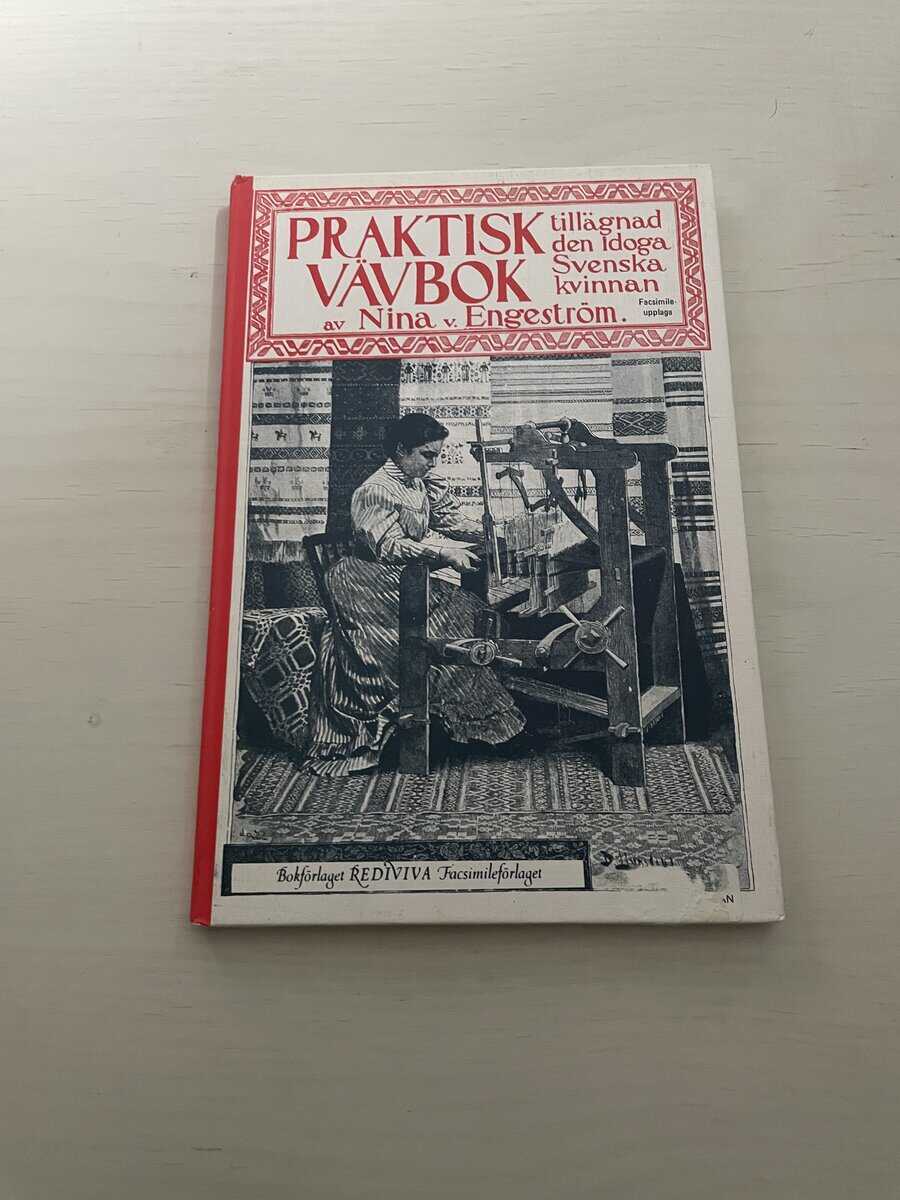 PRAKTISK
VÄVBOK
tillägnad
den idoga
Svenska
kvinnan
av Nina v. Engeström.
Facsimile-
upplaga
Bokförlaget REDIVIVA Facsimileförlaget